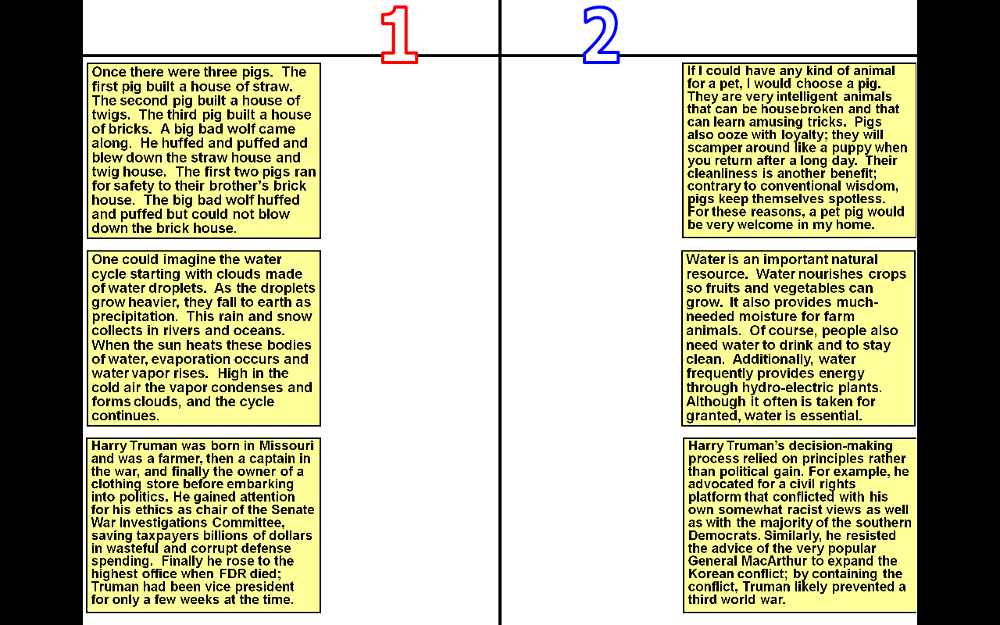 1
2
Once there were three pigs.  The
first pig built a house of straw.
The second pig built a house of
twigs.  The third pig built a house
of bricks.  A big bad wolf came
along.  He huffed and puffed and
blew down the straw house and
twig house.  The first two pigs ran
for safety to their brother’s brick
house.  The big bad wolf huffed
and puffed but could not blow
down the brick house.
If I could have any kind of animal
for a pet, I would choose a pig.
They are very intelligent animals
that can be housebroken and that
can learn amusing tricks.  Pigs
also ooze with loyalty; they will
scamper around like a puppy when
you return after a long day.  Their
cleanliness is another benefit;
contrary to conventional wisdom,
pigs keep themselves spotless.
For these reasons, a pet pig would
be very welcome in my home.
One could imagine the water
cycle starting with clouds made
of water droplets.  As the droplets
grow heavier, they fall to earth as
precipitation.  This rain and snow
collects in rivers and oceans.
When the sun heats these bodies
of water, evaporation occurs and
water vapor rises.  High in the
cold air the vapor condenses and
forms clouds, and the cycle
continues.
Water is an important natural
resource.  Water nourishes crops
so fruits and vegetables can
grow.  It also provides much-
needed moisture for farm
animals.  Of course, people also
need water to drink and to stay
clean.  Additionally, water
frequently provides energy
through hydro-electric plants.
Although it often is taken for
granted, water is essential.
Harry Truman was born in Missouri
and was a farmer, then a captain in
the war, and finally the owner of a
clothing store before embarking
into politics. He gained attention
for his ethics as chair of the Senate
War Investigations Committee,
saving taxpayers billions of dollars
in wasteful and corrupt defense
spending.  Finally he rose to the
highest office when FDR died;
Truman had been vice president
for only a few weeks at the time.
Harry Truman’s decision-making
process relied on principles rather
than political gain. For example, he
advocated for a civil rights
platform that conflicted with his
own somewhat racist views as well
as with the majority of the southern
Democrats. Similarly, he resisted
the advice of the very popular
General MacArthur to expand the
Korean conflict; by containing the
conflict, Truman likely prevented a
third world war.